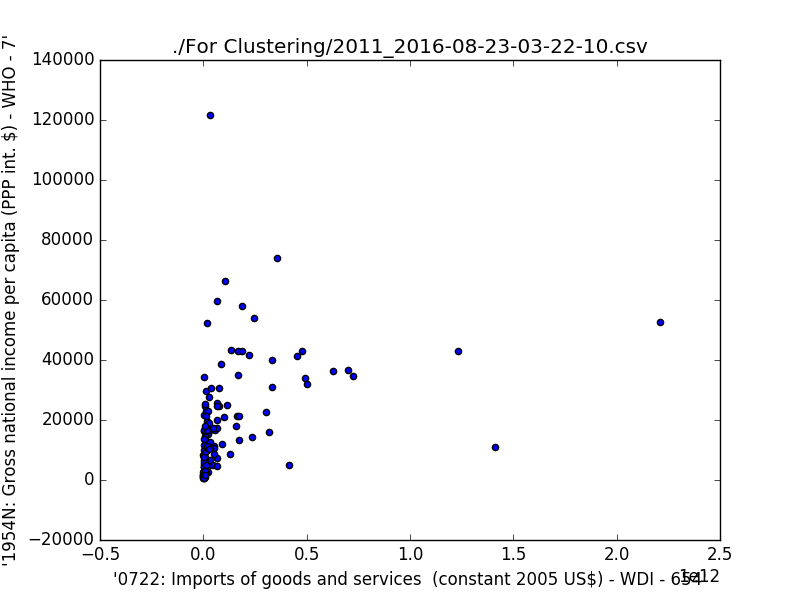 ./For Clustering/2011_2016-08-23-03-22-10.csv
'1954N: Gross national income per capita (PPP int. $) - WHO - 7'
140000
120000
100000
80000
60000
40000
20000
0
−20000
−0.5 0.0 0.5 1.0 1.5 2.0 2.5
1e12
'0722: Imports of goods and services  (constant 2005 US$) - WDI - 654'